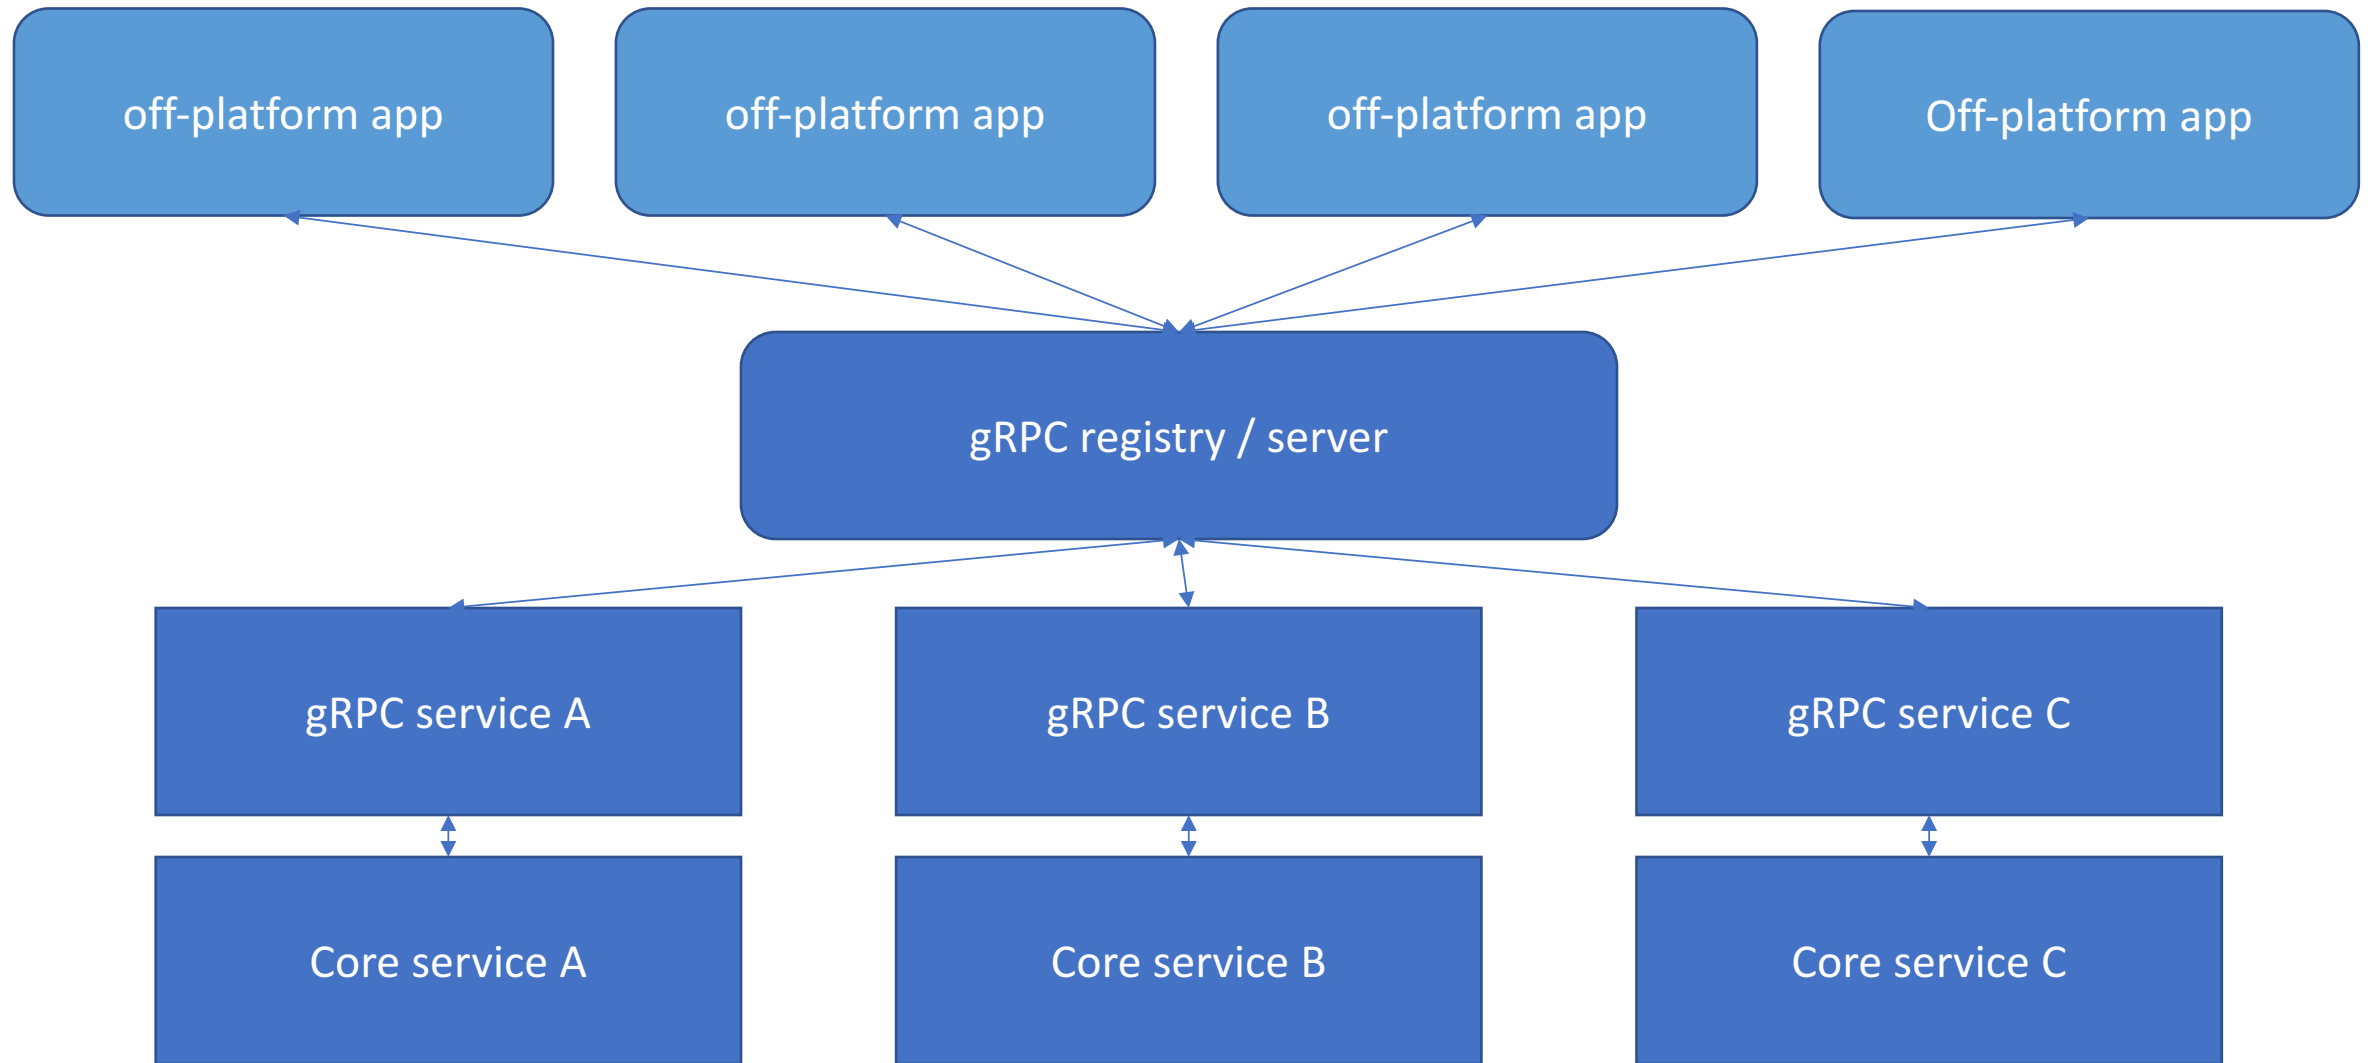 off-platform app
off-platform app
off-platform app
Off-platform app
gRPC registry / server
gRPC service A
gRPC service B
gRPC service C
Core service A
Core service B
Core service C